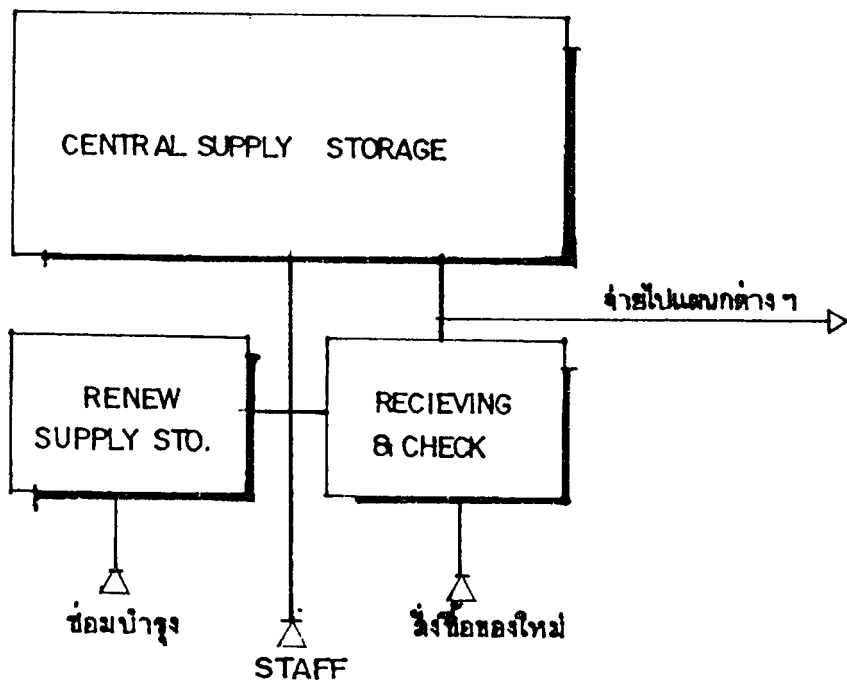 CENTRAL SUPPLY STORAGE
จ่ายไปแผนกต่าง ๆ
RENEW
SUPPLY STO.
RECIEVING
& CHECK
ซ่อมบำรุง
สั่งซื้อของใหม่
STAFF